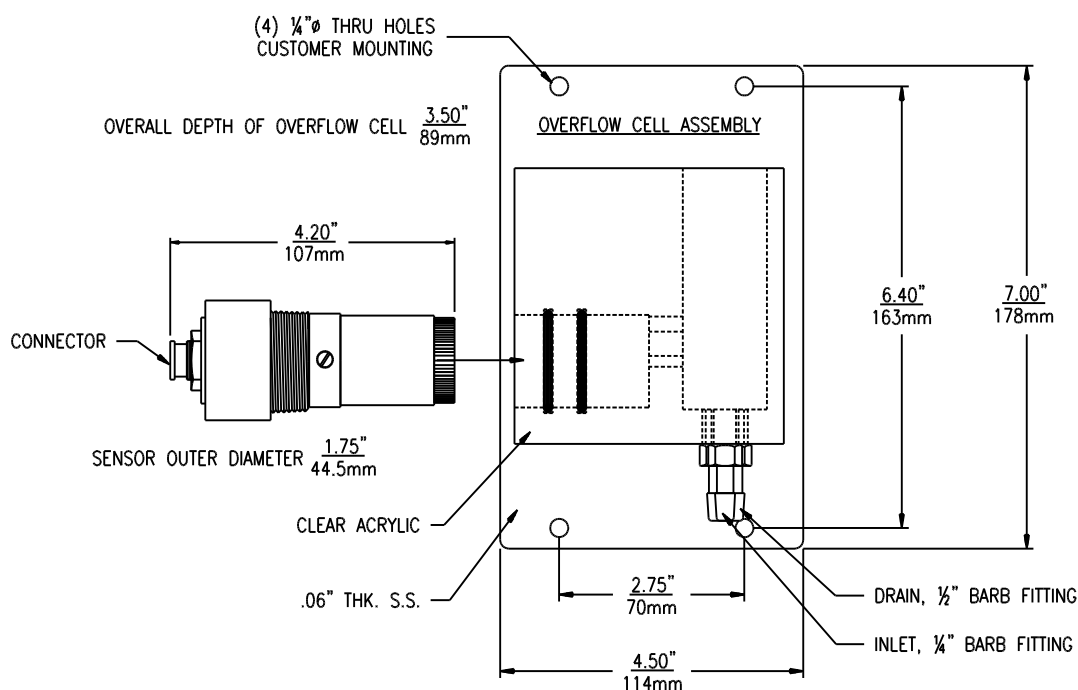 (4) ¼"ø THRU HOLES
CUSTOMER MOUNTING
OVERALL DEPTH OF OVERFLOW CELL 3.50"
89mm
OVERFLOW CELL ASSEMBLY
4.20"
107mm
6.40"
163mm
7.00"
178mm
CONNECTOR
SENSOR OUTER DIAMETER 1.75"
44.5mm
CLEAR ACRYLIC
.06" THK. S.S.
2.75"
70mm
DRAIN, ½" BARB FITTING
INLET, ¼" BARB FITTING
4.50"
114mm